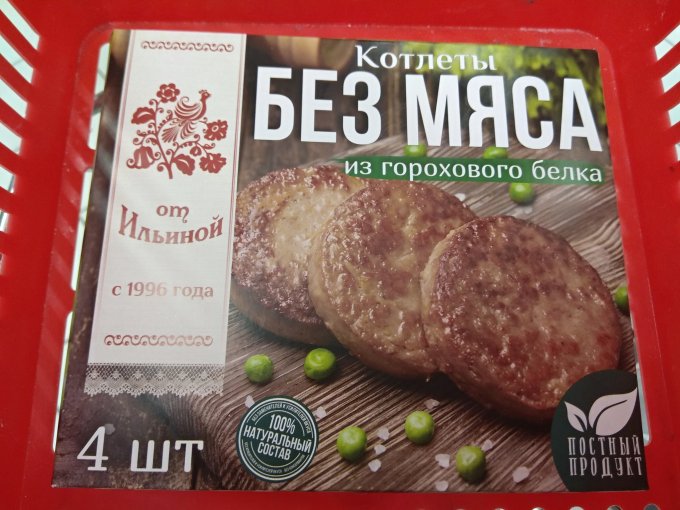 Котлеты
БЕЗ МЯСА
из горохового белка
от
Ильиной
с 1996 года
4 шт
100%
НАТУРАЛЬНЫЙ
СОСТАВ
ПОСТНЫЙ
ПРОДУКТ